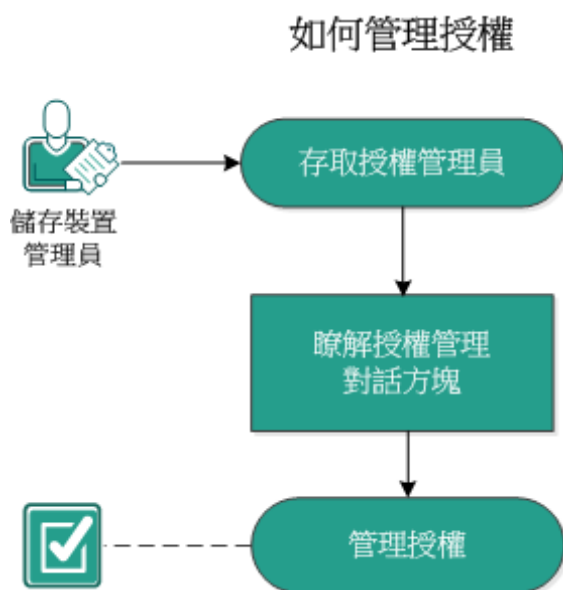 如何管理授權
存取授權管理員
儲存裝置
管理員
瞭解授權管理
對話方塊
管理授權